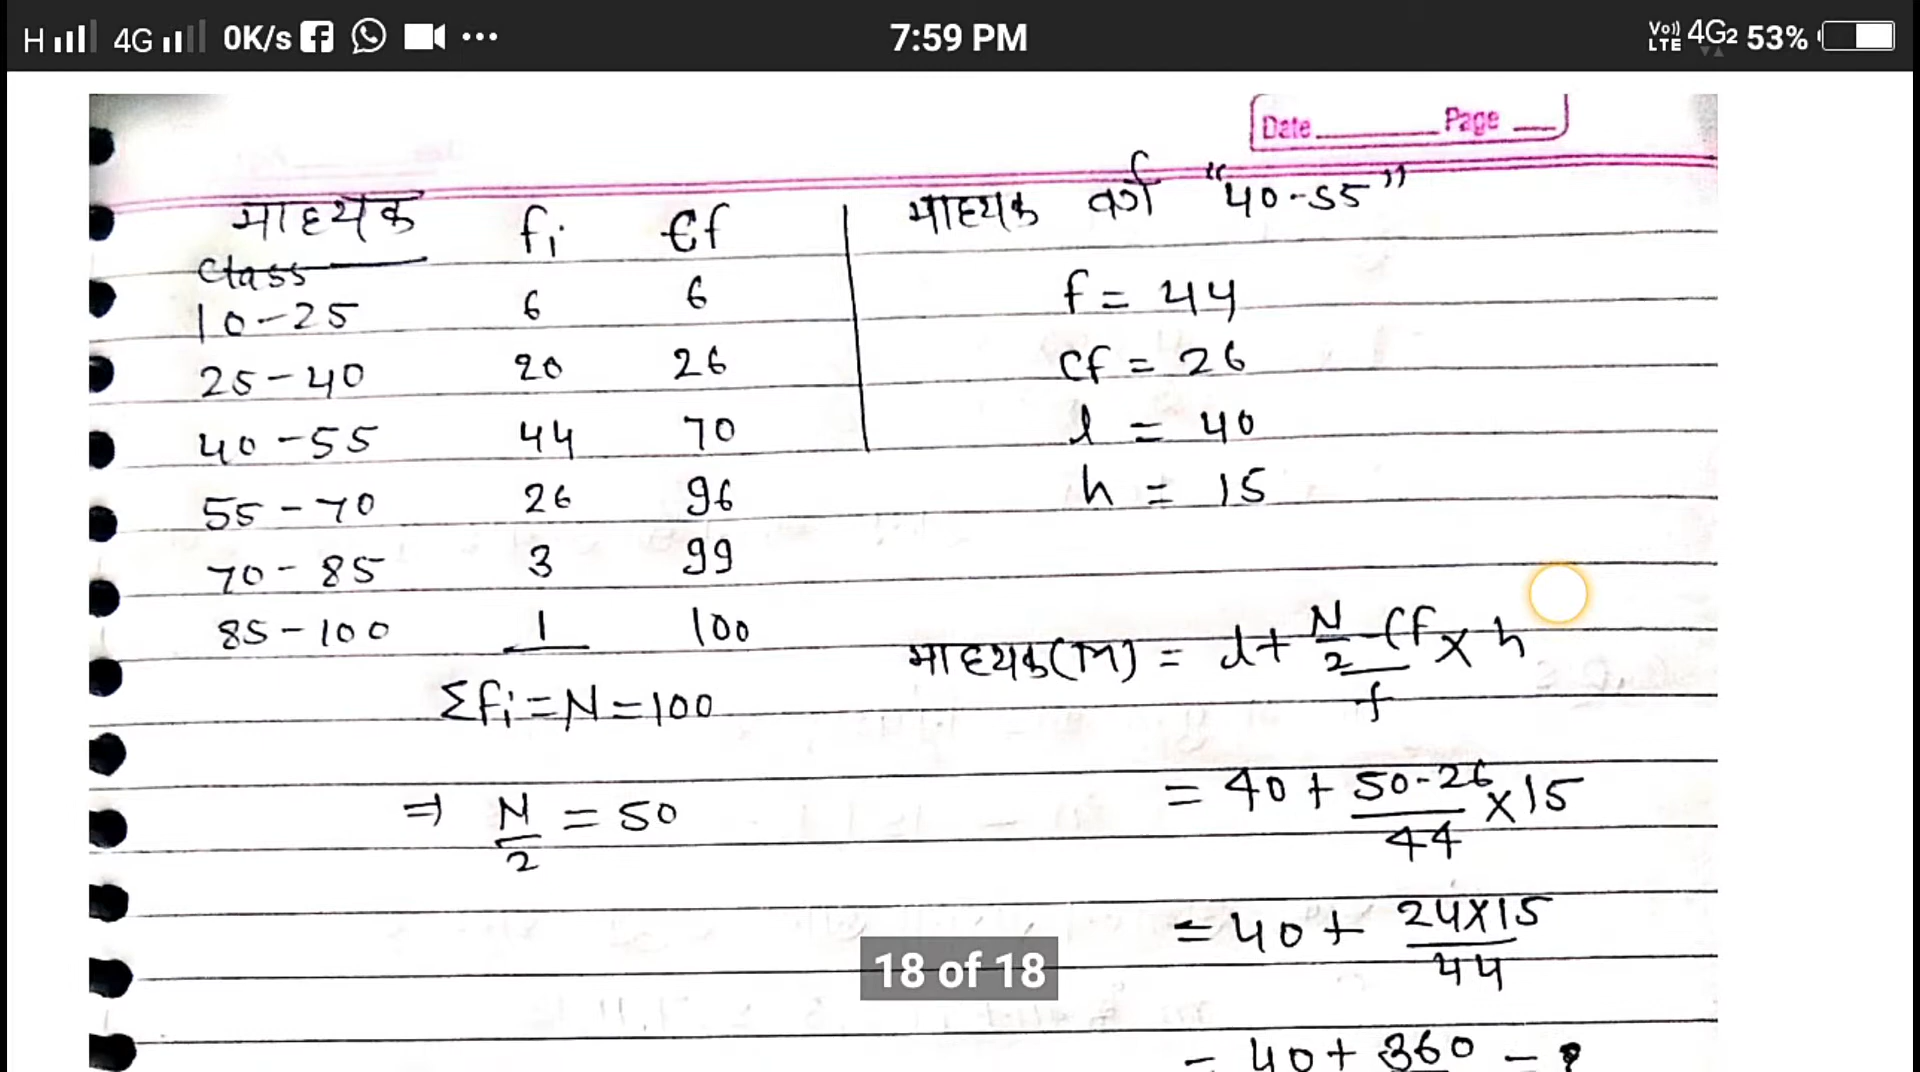 H 4G 0K/s 7:59 PM VoLTE 4G2 53%
Date Page
माध्यक
class fi Cf
10-25 6 6
25-40 20 26
40-55 44 70
55-70 26 96
70-85 3 99
85-100 1 100
Σfi = N = 100
⇒ N/2 = 50
माध्यक वर्ग "40-55"
f = 44
cf = 26
l = 40
h = 15
माध्यक(M) = l + (N/2 - Cf)/f × h
= 40 + (50-26)/44 × 15
= 40 + (24×15)/44
18 of 18
= 40 + 360 = ?